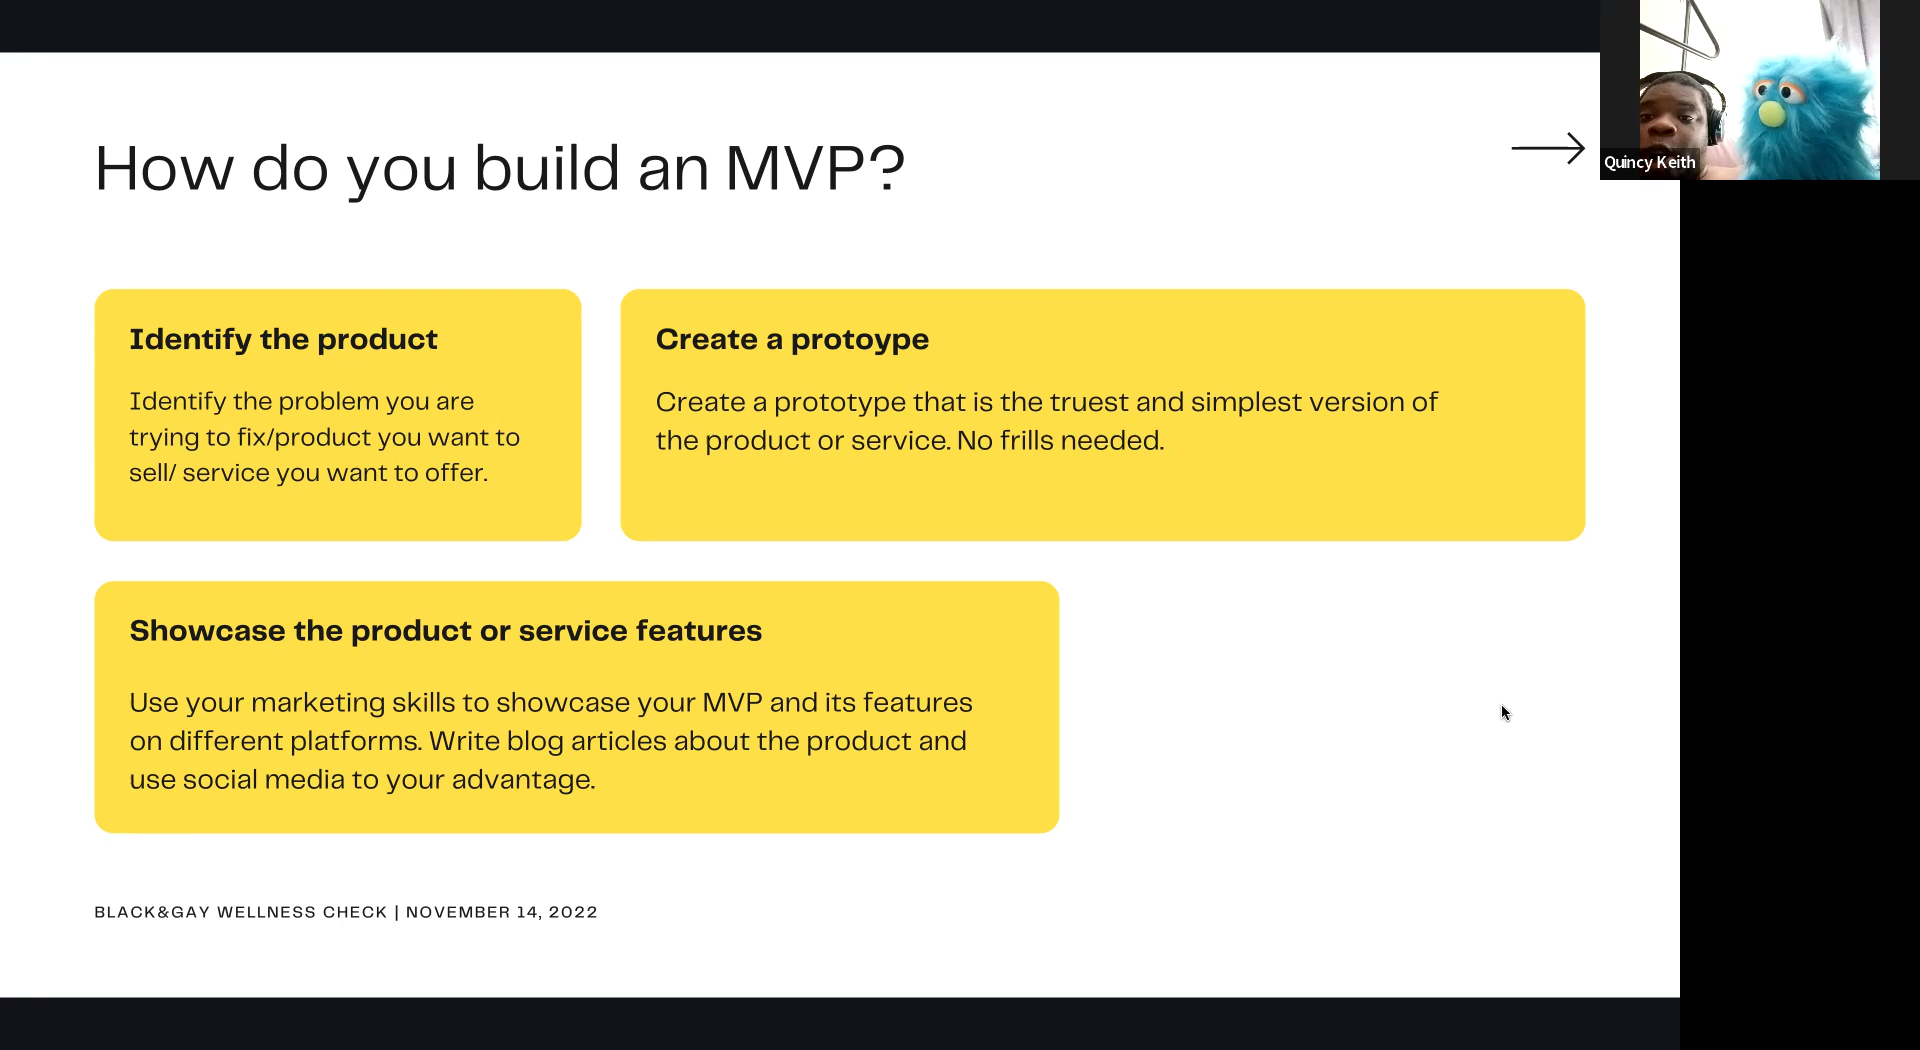 How do you build an MVP?
Quincy Keith
Identify the product
Identify the problem you are
trying to fix/product you want to
sell/ service you want to offer.
Create a protoype
Create a prototype that is the truest and simplest version of
the product or service. No frills needed.
Showcase the product or service features
Use your marketing skills to showcase your MVP and its features
on different platforms. Write blog articles about the product and
use social media to your advantage.
BLACK&GAY WELLNESS CHECK | NOVEMBER 14, 2022